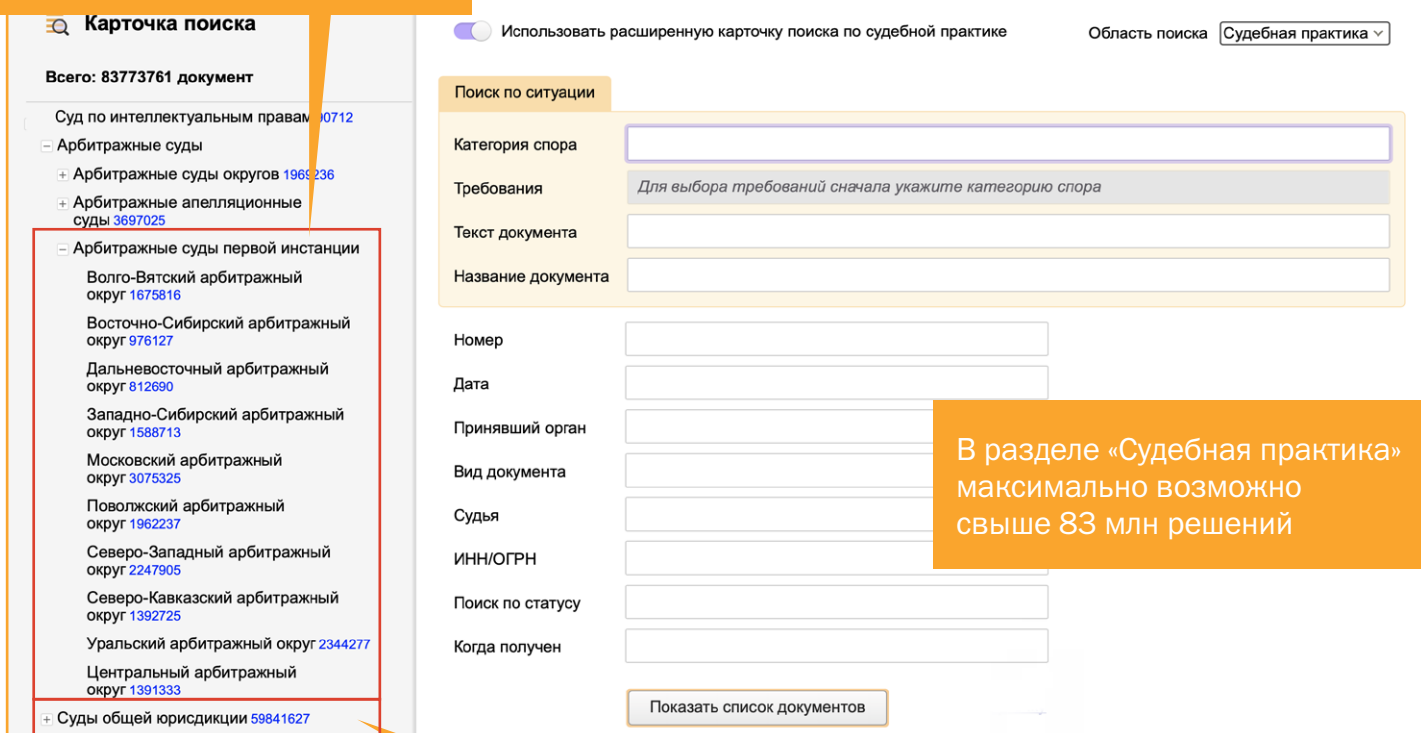 Карточка поиска
Всего: 83773761 документ
Суд по интеллектуальным правам
Арбитражные суды
Арбитражные суды округов 1969236
Арбитражные апелляционные
суды 3697025
Арбитражные суды первой инстанции
Волго-Вятский арбитражный
округ 1675816
Восточно-Сибирский арбитражный
округ 976127
Дальневосточный арбитражный
округ 812690
Западно-Сибирский арбитражный
округ 1588713
Московский арбитражный
округ 3075325
Поволжский арбитражный
округ 1962237
Северо-Западный арбитражный
округ 2247905
Северо-Кавказский арбитражный
округ 1392725
Уральский арбитражный округ 2344277
Центральный арбитражный
округ 1391333
Суды общей юрисдикции 59841627
Использовать расширенную карточку поиска по судебной практике
Область поиска Судебная практика
Поиск по ситуации
Категория спора
Требования Для выбора требований сначала укажите категорию спора
Текст документа
Название документа
Номер
Дата
Принявший орган
Вид документа
Судья
ИНН/ОГРН
Поиск по статусу
Когда получен
Показать список документов
В разделе «Судебная практика»
максимально возможно
свыше 83 млн решений